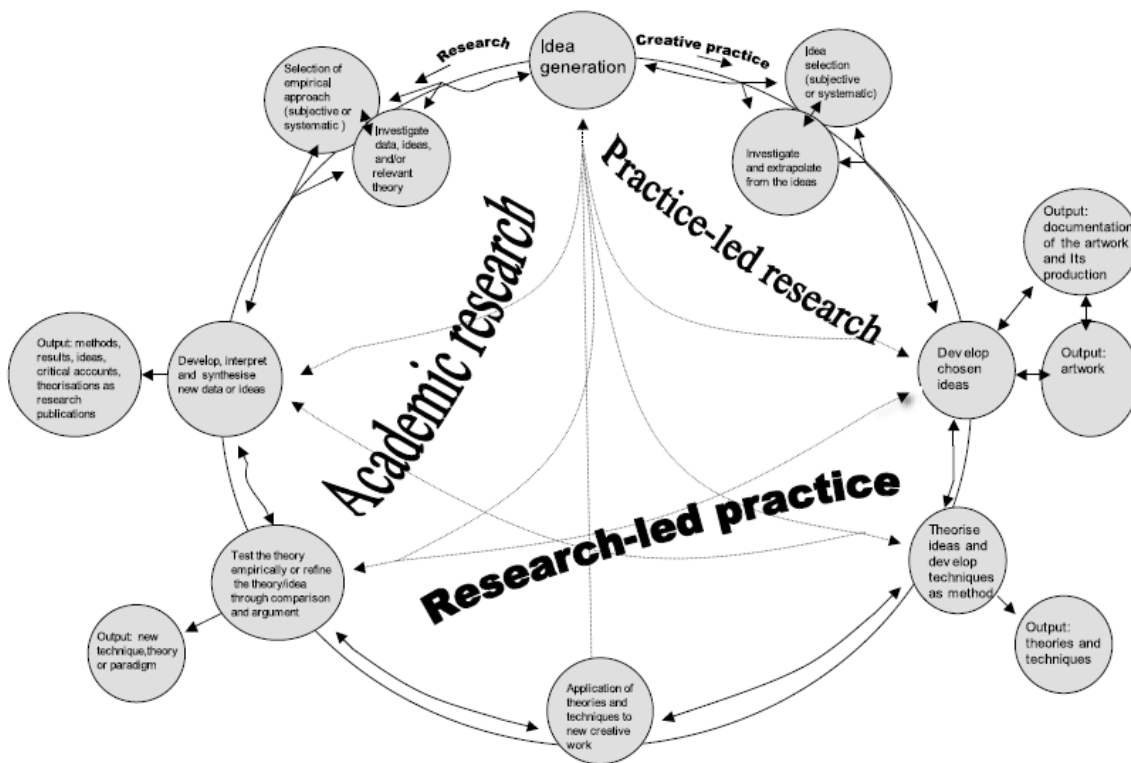 Idea
generation
Research
Creative practice
Selection of
empirical
approach
(subjective or
systematic )
Investigate
data, ideas,
and/or
relevant
theory
Idea
selection
(subjective
or systematic)
Investigate
and extrapolate
from the ideas
Academic research
Practice-led research
Research-led practice
Output:
documentation
of the artwork
and Its
production
Output:
artwork
Develop
chosen
ideas
Output: methods,
results, ideas,
critical accounts,
theorisations as
research
publications
Develop, interpret
and synthesise
new data or ideas
Theorise
ideas and
develop
techniques
as method
Output:
theories and
techniques
Test the theory
empirically or refine
the theory/idea
through comparison
and argument
Output: new
technique,theory
or paradigm
Application of
theories and
techniques to
new creative
work